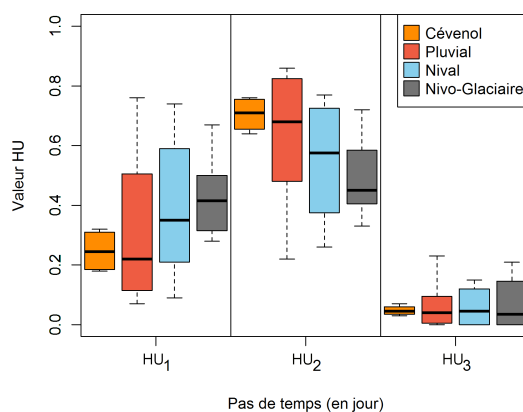 Valeur HU
1.0
0.8
0.6
0.4
0.2
0.0
Cévenol
Pluvial
Nival
Nivo-Glaciaire
HU1 HU2 HU3
Pas de temps (en jour)